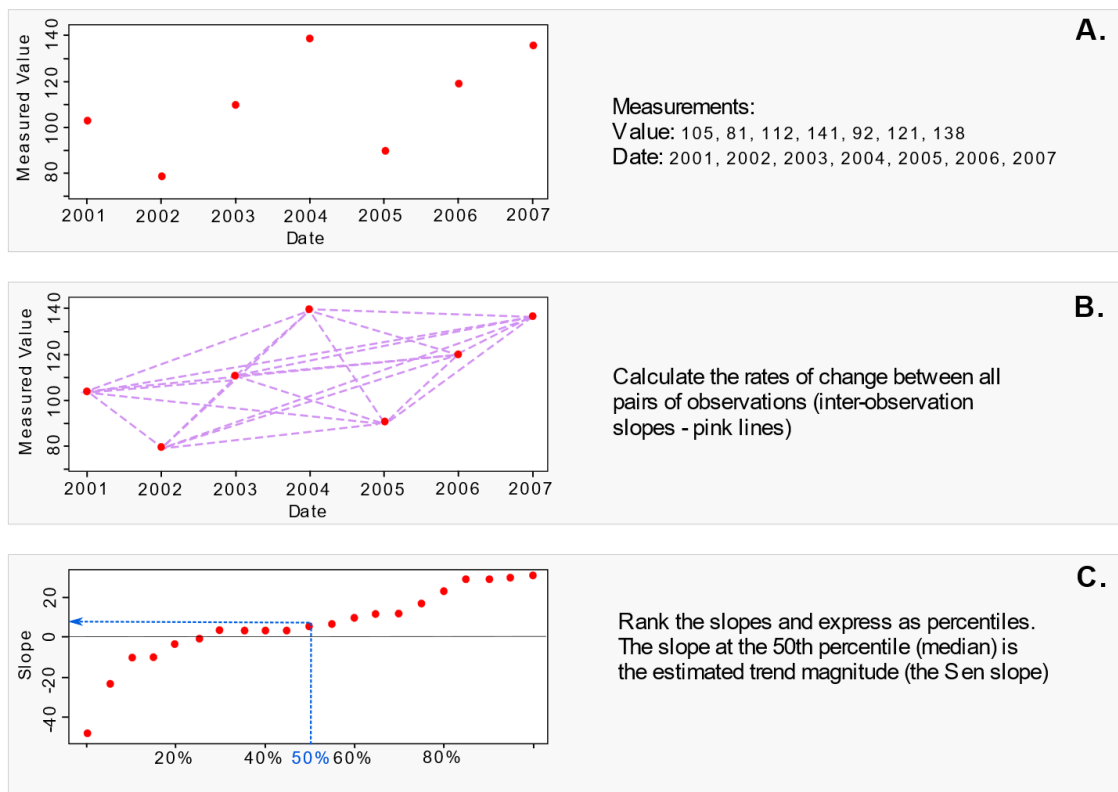 A.
Measured Value
140
120
100
80
2001 2002 2003 2004 2005 2006 2007
Date
Measurements:
Value: 105, 81, 112, 141, 92, 121, 138
Date: 2001, 2002, 2003, 2004, 2005, 2006, 2007
B.
Measured Value
140
120
100
80
2001 2002 2003 2004 2005 2006 2007
Date
Calculate the rates of change between all
pairs of observations (inter-observation
slopes - pink lines)
C.
Slope
20
0
-20
-40
20% 40% 50% 60% 80%
Rank the slopes and express as percentiles.
The slope at the 50th percentile (median) is
the estimated trend magnitude (the Sen slope)